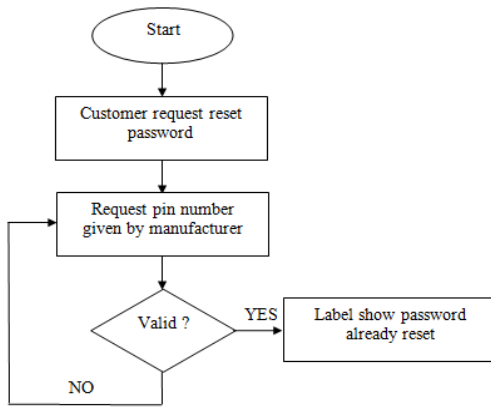 Start
Customer request reset
password
Request pin number
given by manufacturer
Valid ?
YES
Label show password
already reset
NO